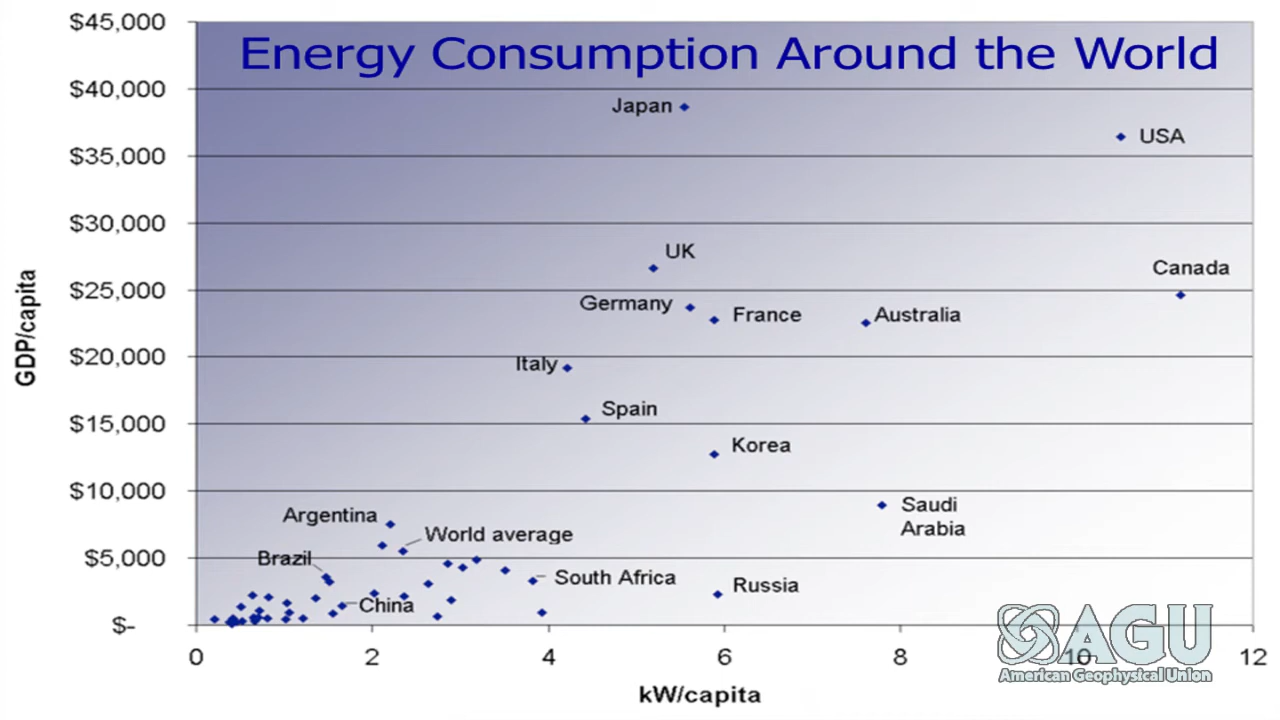 Energy Consumption Around the World
$45,000
$40,000
$35,000
$30,000
$25,000
$20,000
$15,000
$10,000
$5,000
$-
GDP/capita
Japan
USA
UK
Canada
Germany
France
Australia
Italy
Spain
Korea
Saudi
Arabia
Argentina
World average
Brazil
South Africa
Russia
China
0
2
4
6
8
10
12
kW/capita
AGU
American Geophysical Union